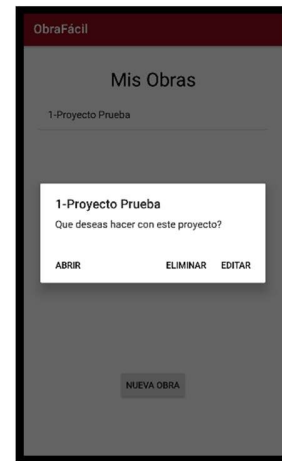 ObraFácil
Mis Obras
1-Proyecto Prueba
1-Proyecto Prueba
Que deseas hacer con este proyecto?
ABRIR ELIMINAR EDITAR
NUEVA OBRA